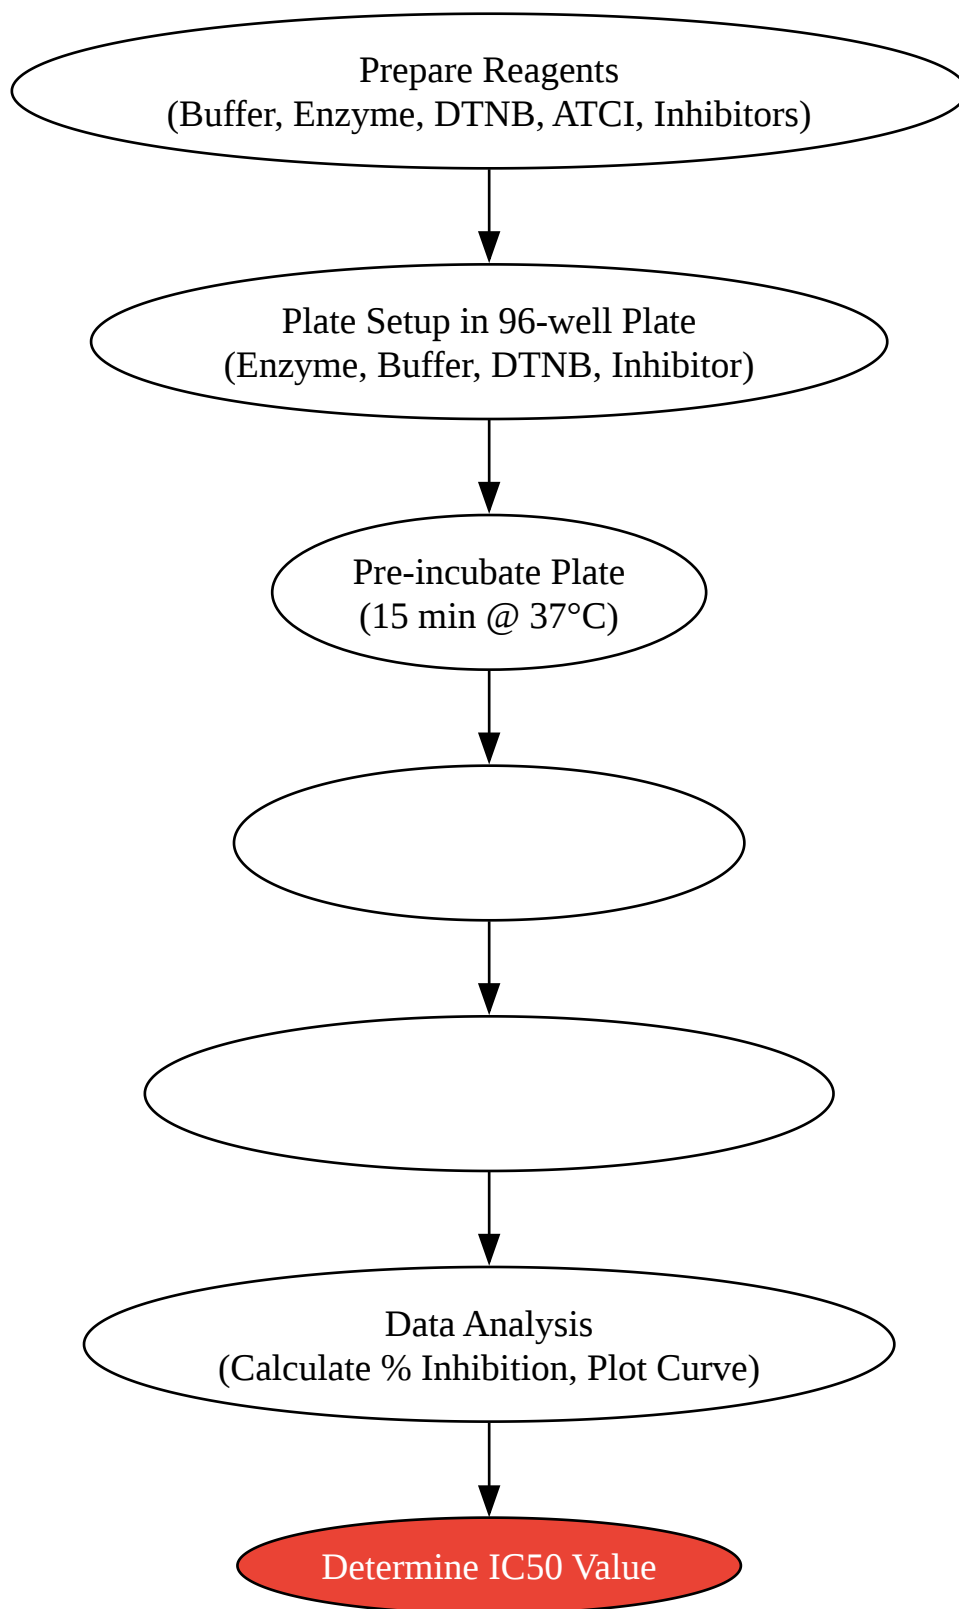 Prepare Reagents
(Buffer, Enzyme, DTNB, ATCI, Inhibitors)
Plate Setup in 96-well Plate
(Enzyme, Buffer, DTNB, Inhibitor)
Pre-incubate Plate
(15 min @ 37°C)
Data Analysis
(Calculate % Inhibition, Plot Curve)
Determine IC50 Value